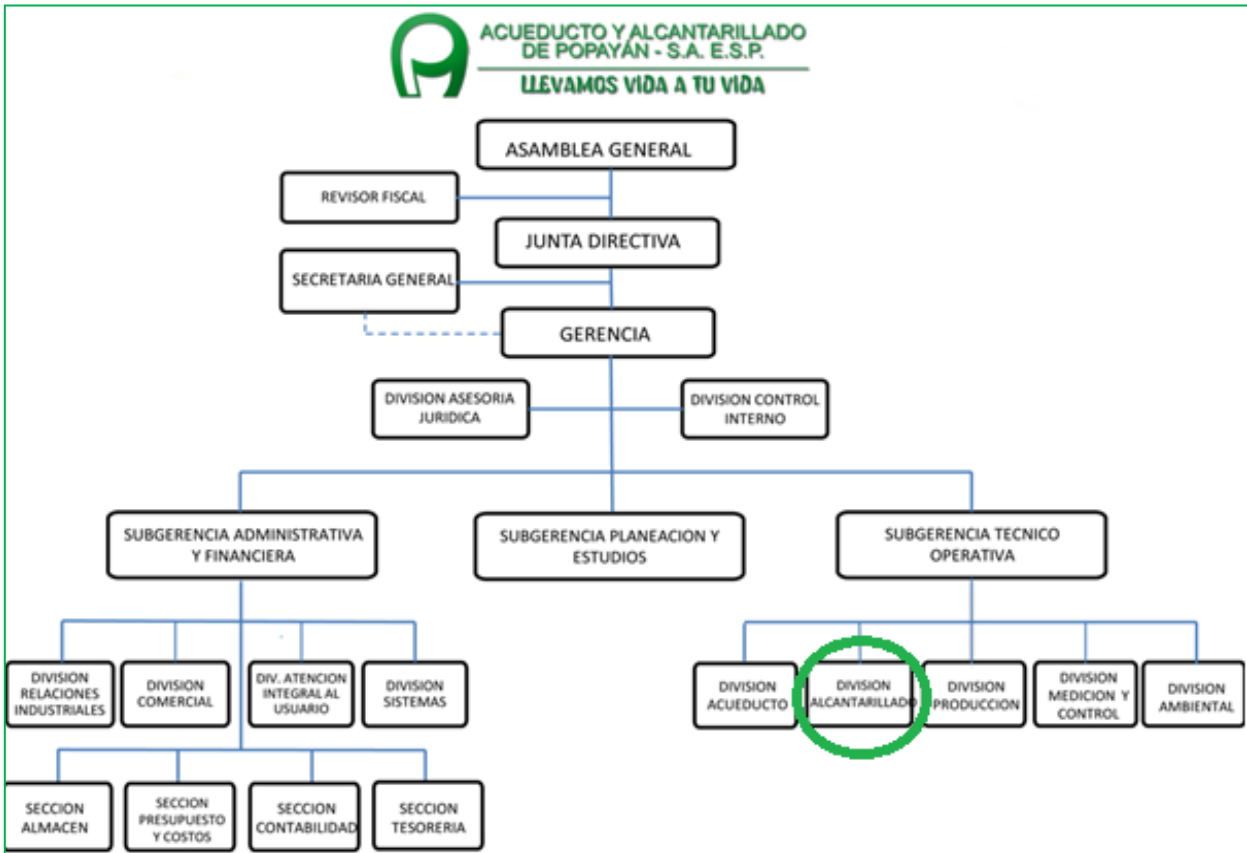 ACUEDUCTO Y ALCANTARILLADO
DE POPAYÁN - S.A. E.S.P.
LLEVAMOS VIDA A TU VIDA
ASAMBLEA GENERAL
REVISOR FISCAL
JUNTA DIRECTIVA
SECRETARIA GENERAL
GERENCIA
DIVISION ASESORIA
JURIDICA
DIVISION CONTROL
INTERNO
SUBGERENCIA ADMINISTRATIVA
Y FINANCIERA
SUBGERENCIA PLANEACION Y
ESTUDIOS
SUBGERENCIA TECNICO
OPERATIVA
DIVISION
RELACIONES
INDUSTRIALES
DIVISION
COMERCIAL
DIV. ATENCION
INTEGRAL AL
USUARIO
DIVISION
SISTEMAS
DIVISION
ACUEDUCTO
DIVISION
ALCANTARILLADO
DIVISION
PRODUCCION
DIVISION
MEDICION Y
CONTROL
DIVISION
AMBIENTAL
SECCION
ALMACEN
SECCION
PRESUPUESTO
Y COSTOS
SECCION
CONTABILIDAD
SECCION
TESORERIA